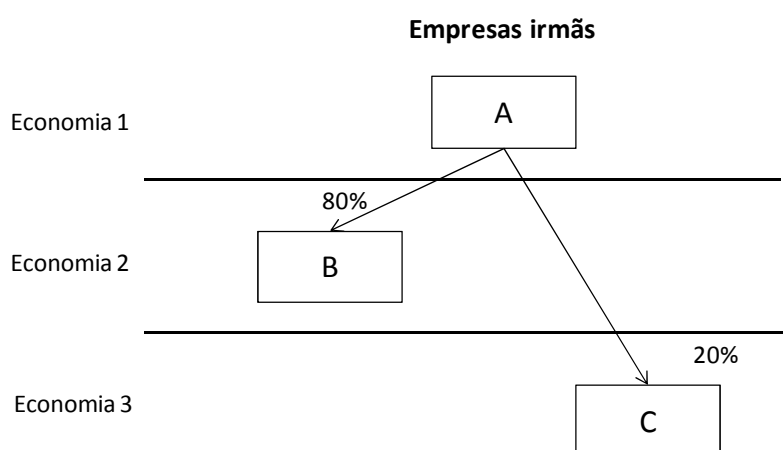 Empresas irmãs
Economia 1
A
80%
Economia 2
B
20%
Economia 3
C